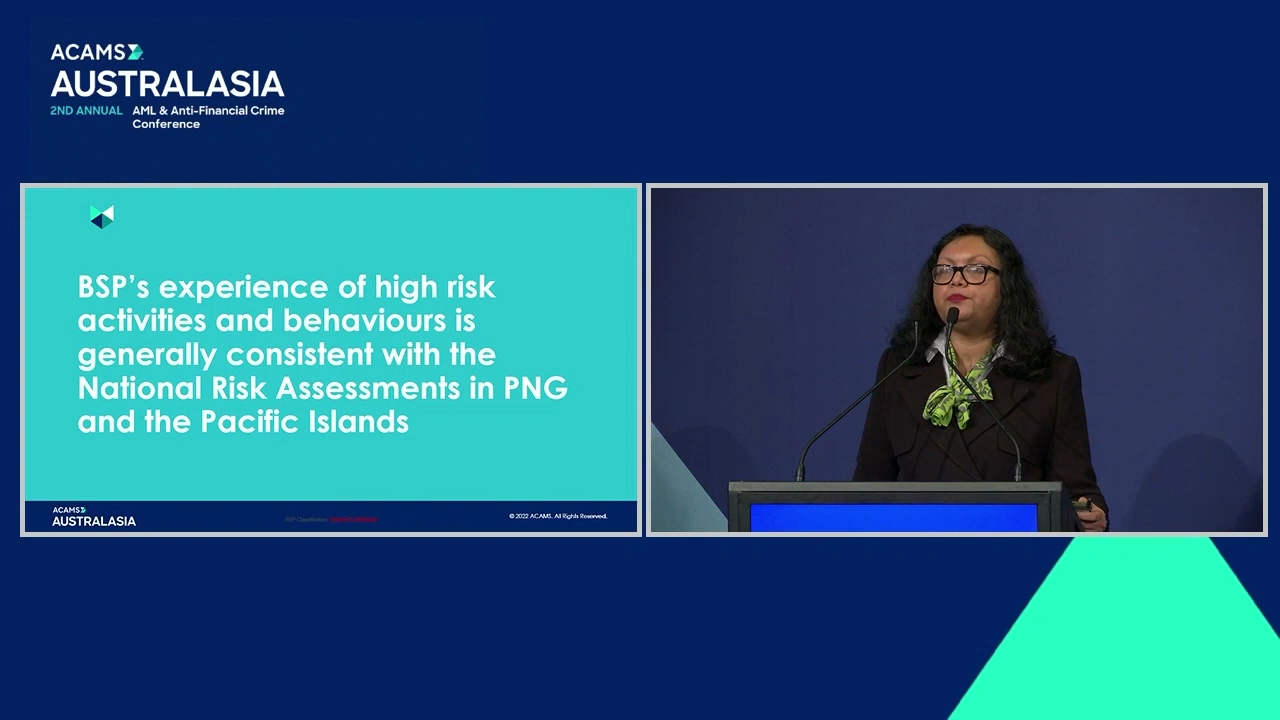 ACAMS
AUSTRALASIA
2ND ANNUAL AML & Anti-Financial Crime
Conference
BSP's experience of high risk
activities and behaviours is
generally consistent with the
National Risk Assessments in PNG
and the Pacific Islands
ACAMS
AUSTRALASIA
BSP Classification:
© 2022 ACAMS. All Rights Reserved.